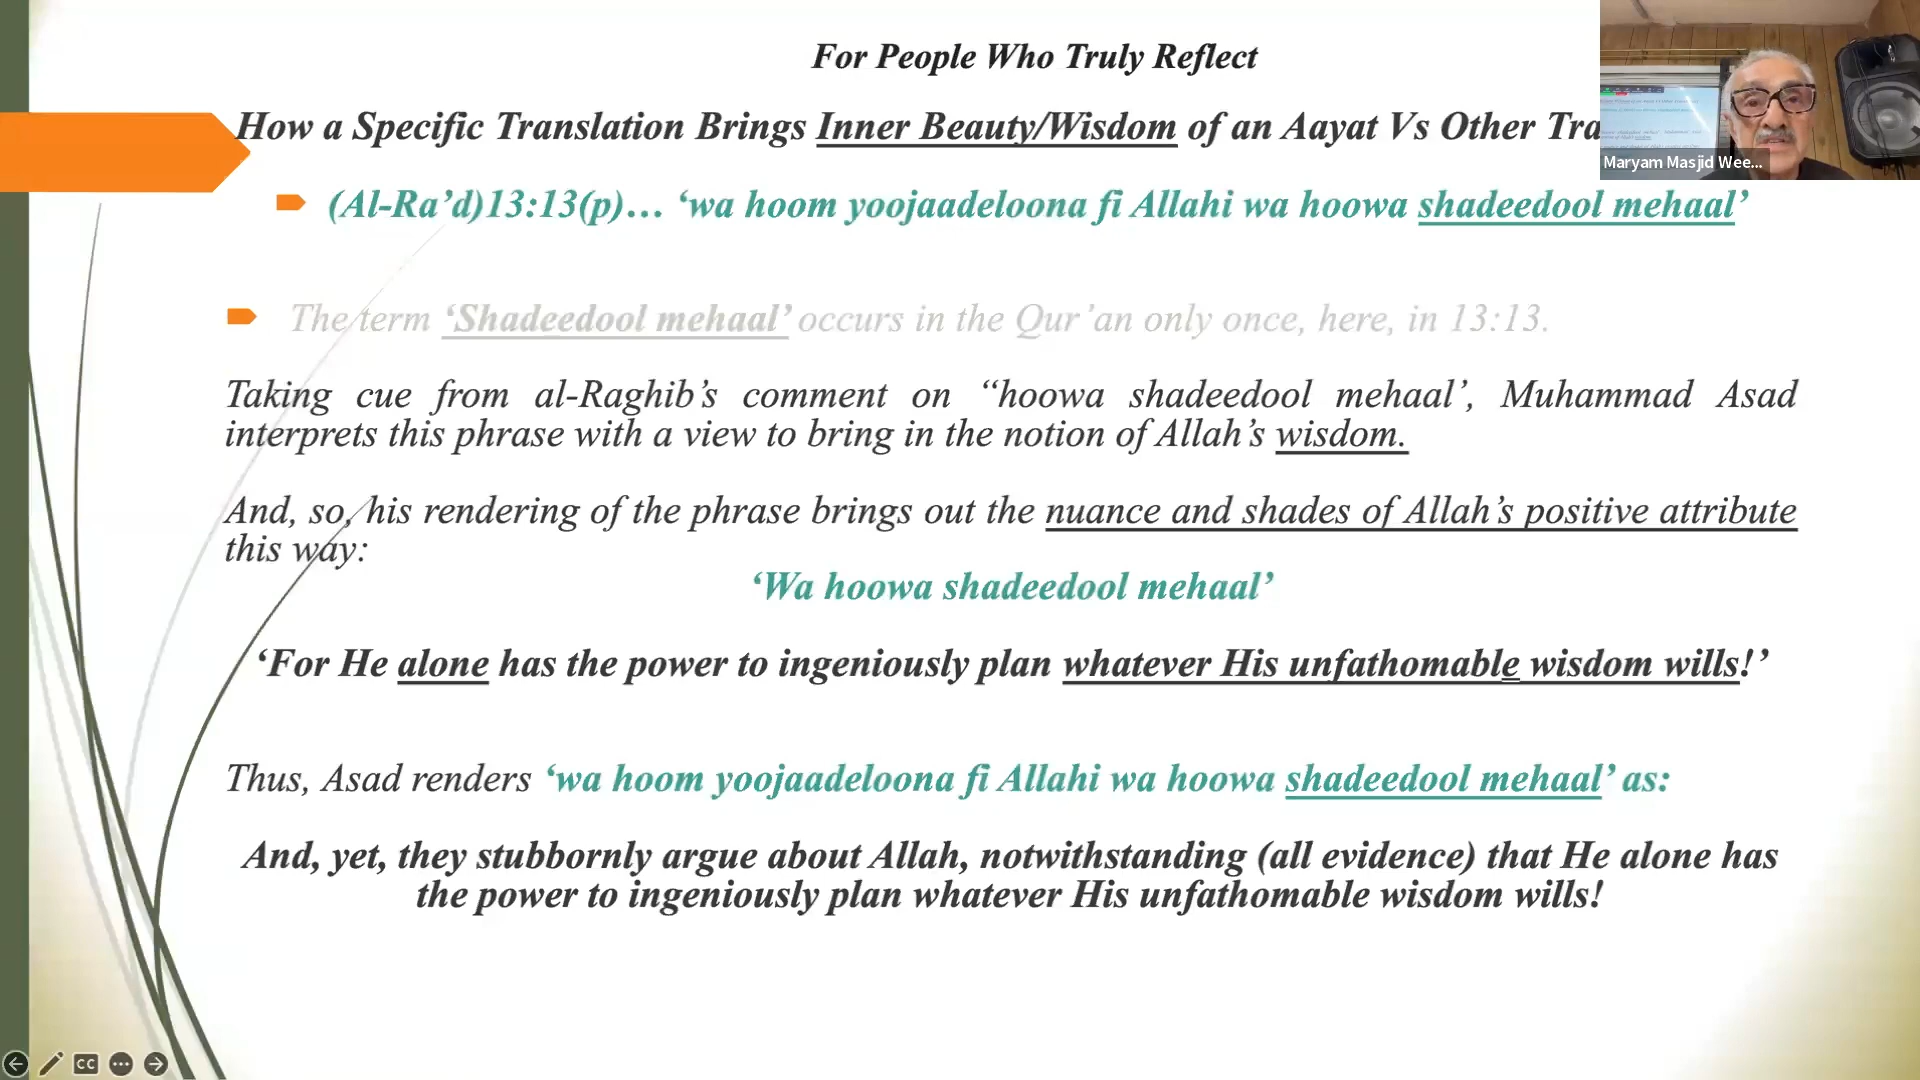 For People Who Truly Reflect
How a Specific Translation Brings Inner Beauty/Wisdom of an Aayat Vs Other Tra
Maryam Masjid Wee...
(Al-Ra’d)13:13(p)… ‘wa hoom yoojaadeloona fi Allahi wa hoowa shadeedool mehaal’
The term ‘Shadeedool mehaal’ occurs in the Qur’an only once, here, in 13:13.
Taking cue from al-Raghib’s comment on “hoowa shadeedool mehaal’, Muhammad Asad
interprets this phrase with a view to bring in the notion of Allah’s wisdom.
And, so, his rendering of the phrase brings out the nuance and shades of Allah’s positive attribute
this way:
‘Wa hoowa shadeedool mehaal’
‘For He alone has the power to ingeniously plan whatever His unfathomable wisdom wills!’
Thus, Asad renders ‘wa hoom yoojaadeloona fi Allahi wa hoowa shadeedool mehaal’ as:
And, yet, they stubbornly argue about Allah, notwithstanding (all evidence) that He alone has
the power to ingeniously plan whatever His unfathomable wisdom wills!
CC